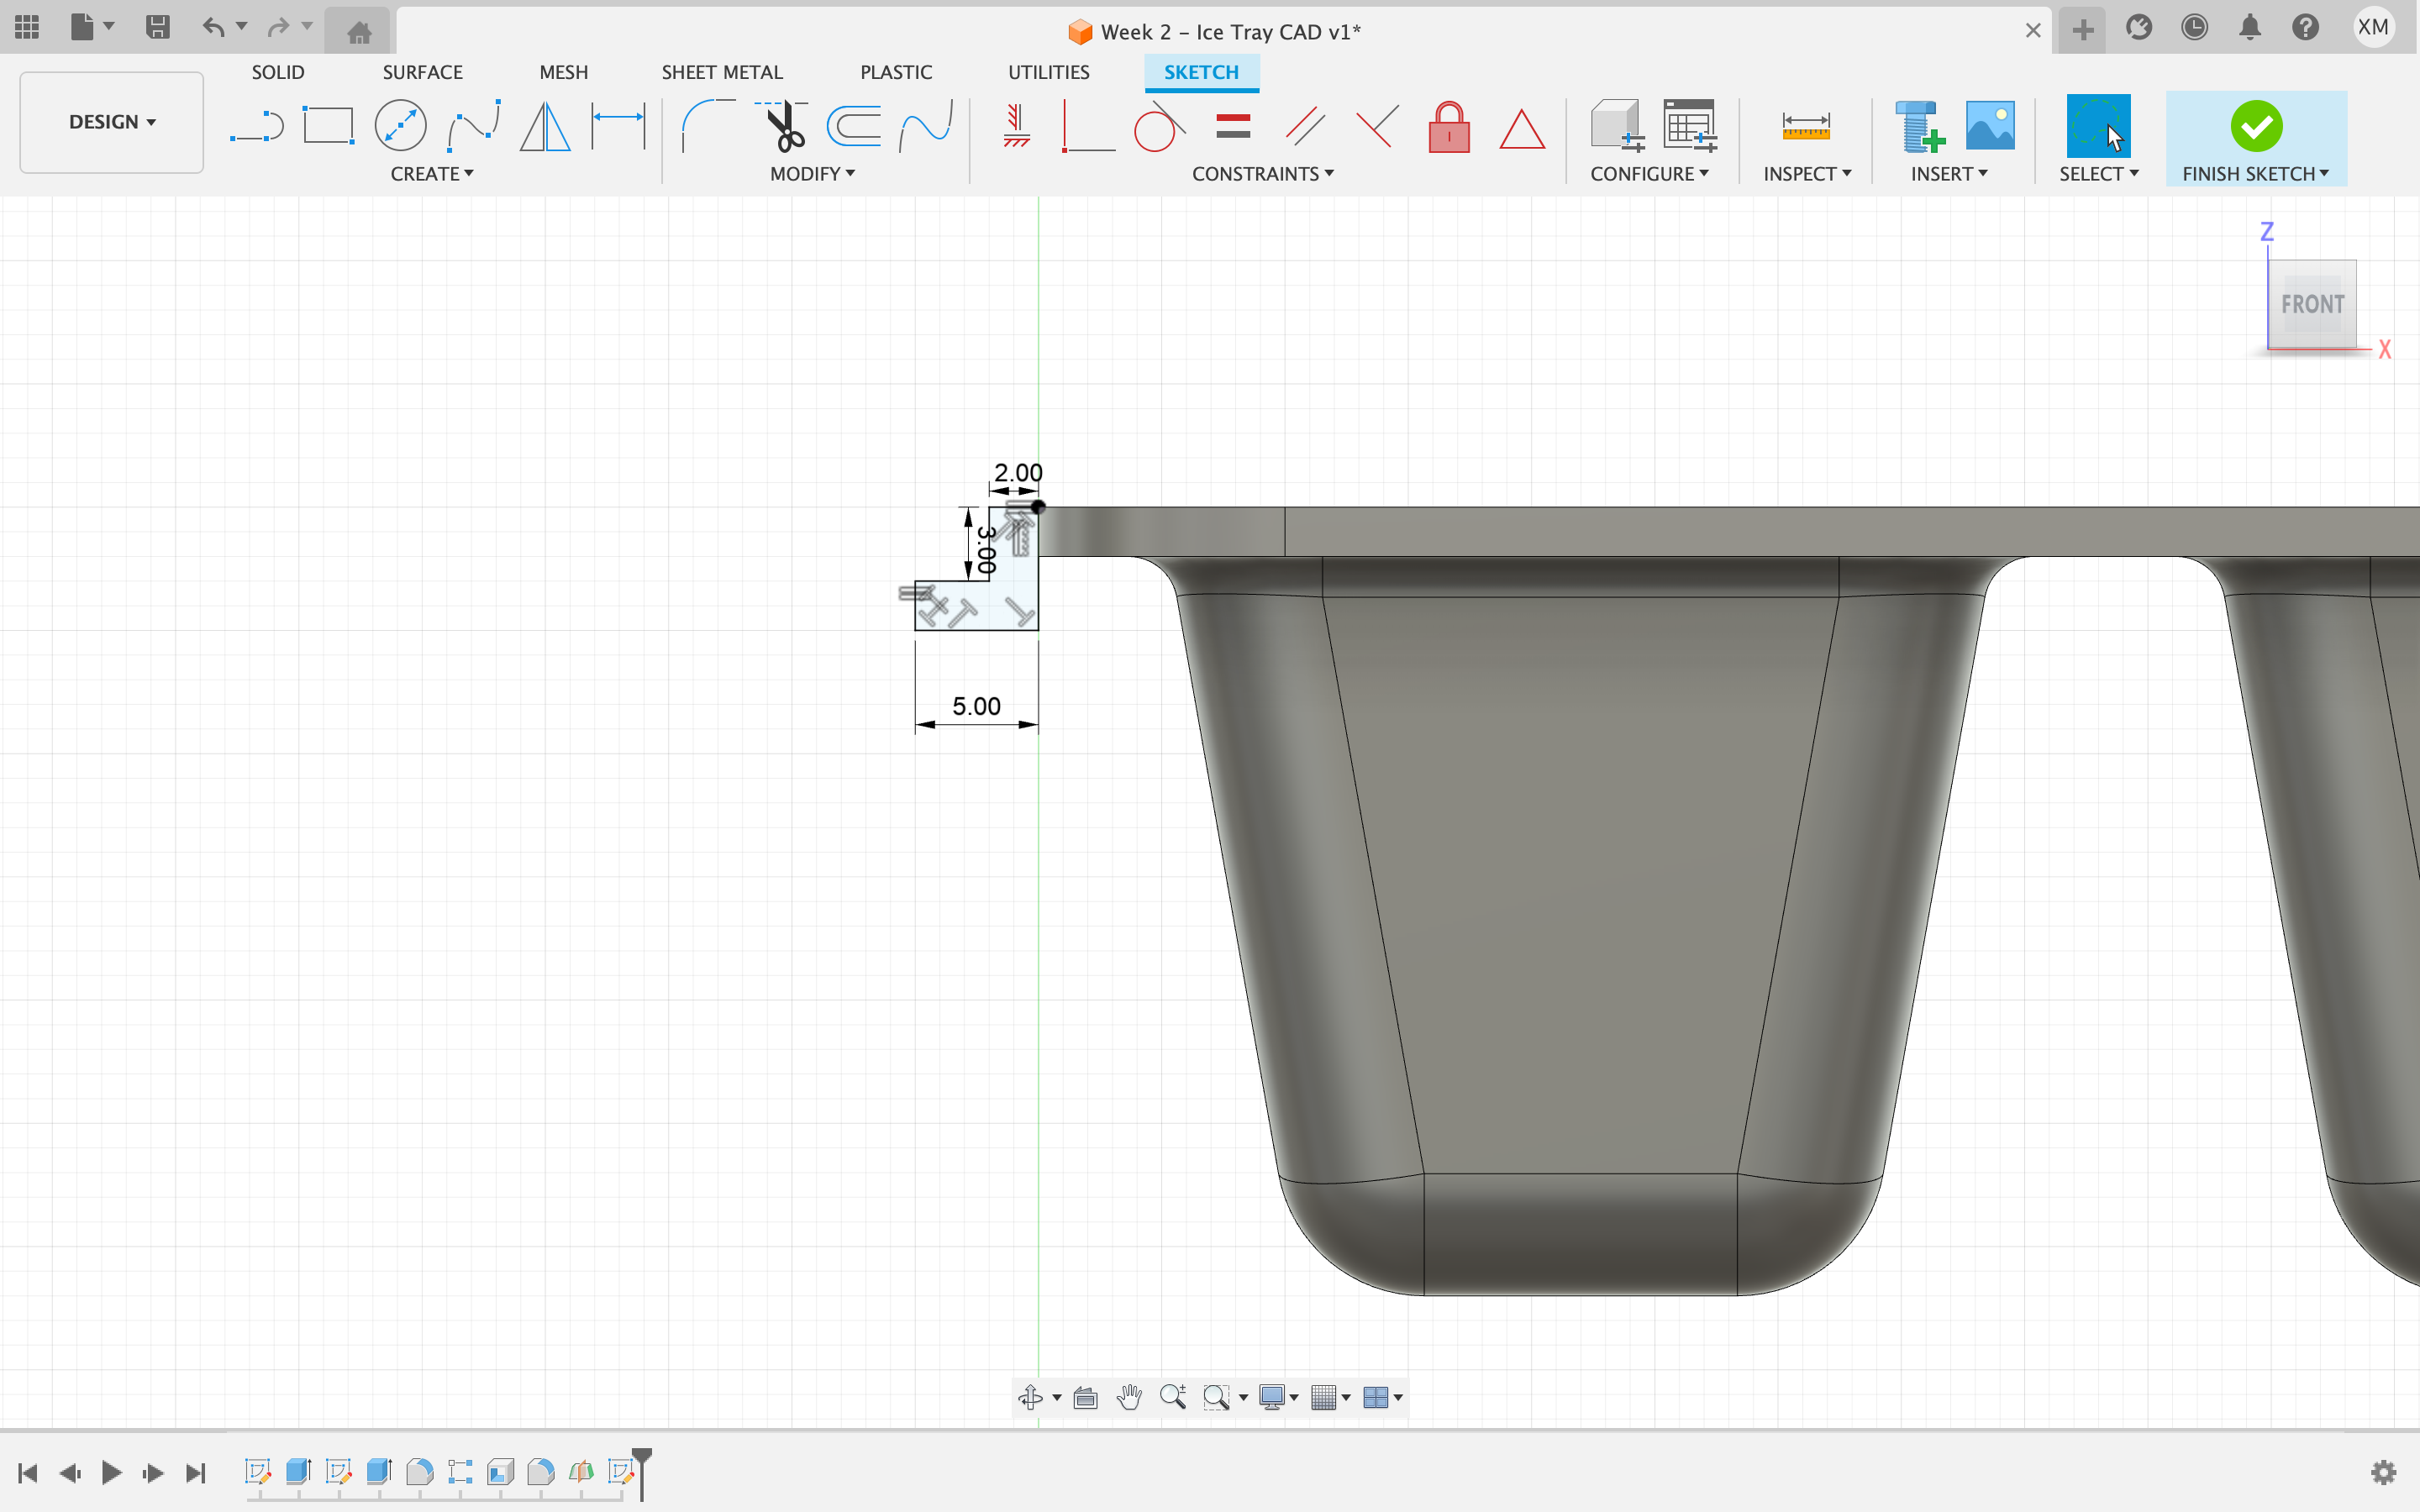 Week 2 – Ice Tray CAD v1*
XM
DESIGN
SOLID
SURFACE
MESH
SHEET METAL
PLASTIC
UTILITIES
SKETCH
CREATE
MODIFY
CONSTRAINTS
CONFIGURE
INSPECT
INSERT
SELECT
FINISH SKETCH
Z
FRONT
X
2.00
3.00
5.00